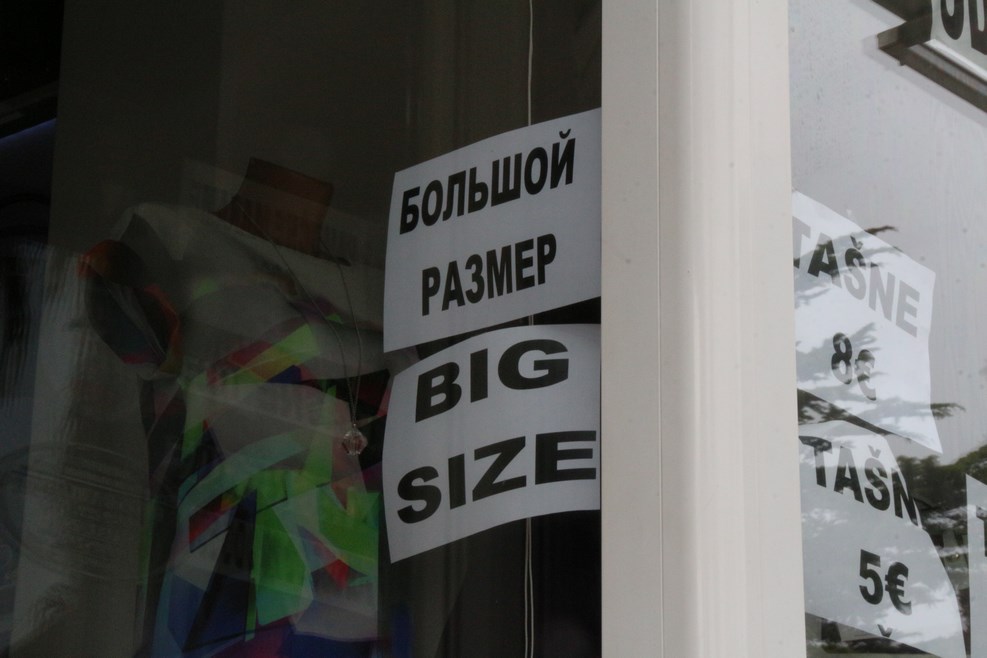 БОЛЬШОЙ
РАЗМЕР
BIG
SIZE
TAŠNE
8€
TAŠN
5€